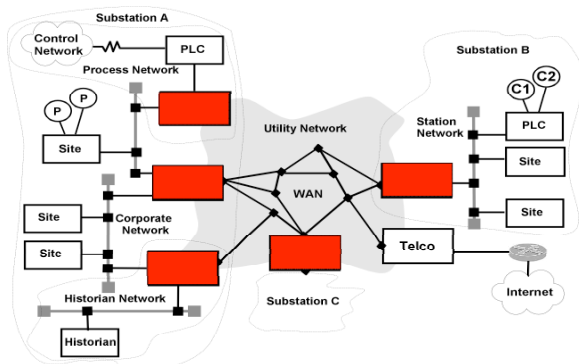 Substation A
Control
Network
PLC
Process Network
P
P
Site
Utility Network
WAN
Substation B
C1
C2
Station
Network
PLC
Site
Site
Site
Corporate
Network
Sitc
Telco
Historian Network
Substation C
Internet
Historian